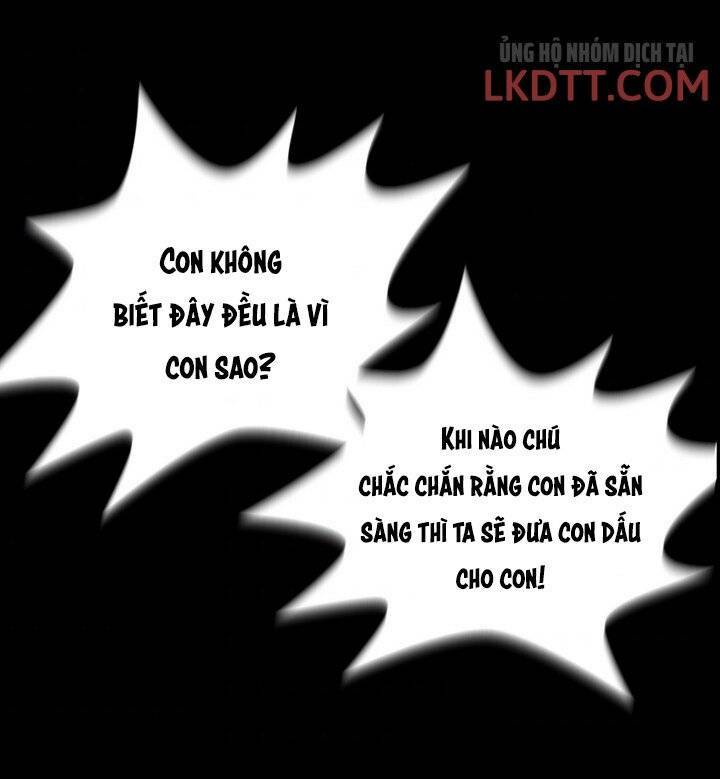 ỦNG HỘ NHÓM DỊCH TẠI
LKDTT.COM
CON KHÔNG
BIẾT ĐÂY ĐỀU LÀ VÌ
CON SAO?
KHI NÀO CHÚ
CHẮC CHẮN RẰNG CON ĐÃ SẴN
SÀNG THÌ TA SẼ ĐƯA CON DẤU
CHO CON!